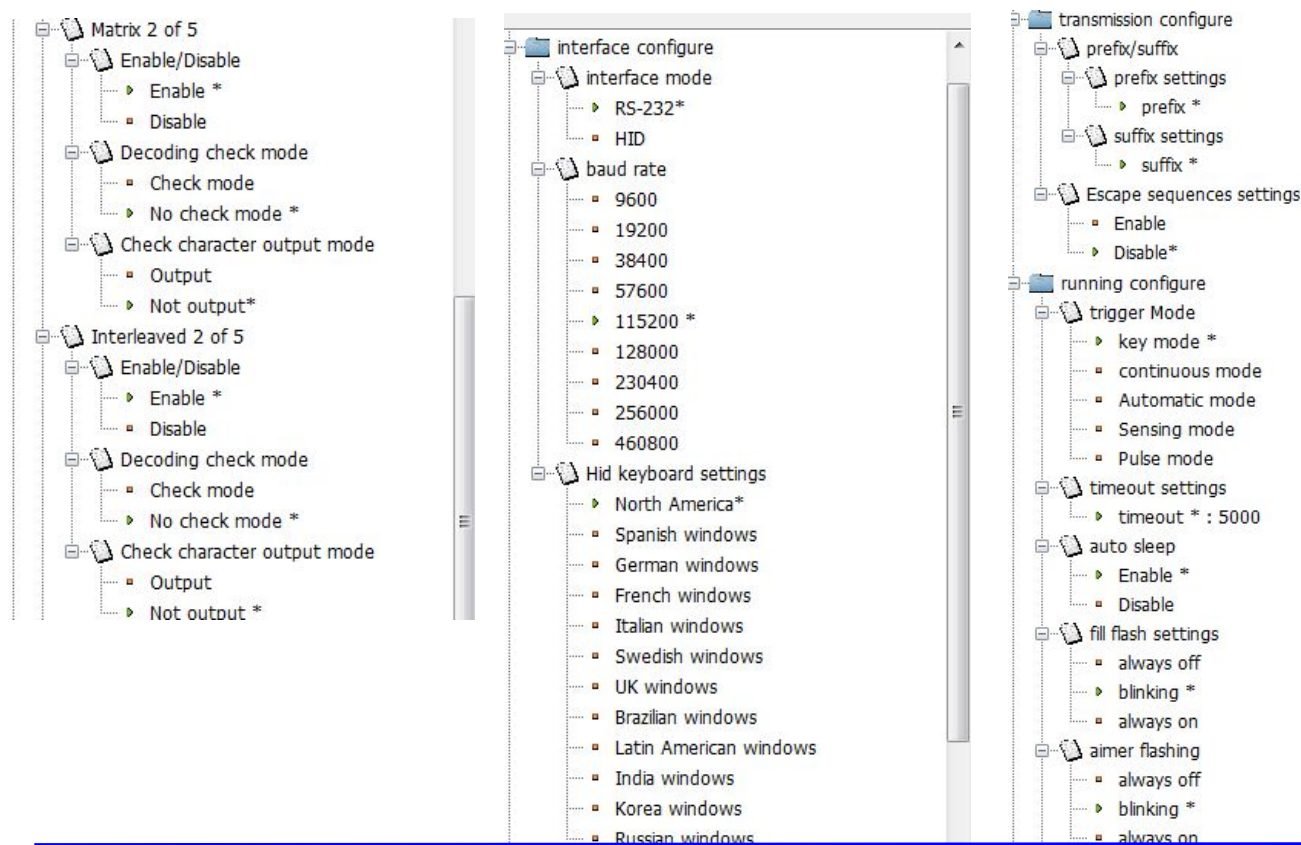 Matrix 2 of 5
Enable/Disable
Enable *
Disable
Decoding check mode
Check mode
No check mode *
Check character output mode
Output
Not output*
Interleaved 2 of 5
Enable/Disable
Enable *
Disable
Decoding check mode
Check mode
No check mode *
Check character output mode
Output
Not output *
interface configure
interface mode
RS-232*
HID
baud rate
9600
19200
38400
57600
115200 *
128000
230400
256000
460800
Hid keyboard settings
North America*
Spanish windows
German windows
French windows
Italian windows
Swedish windows
UK windows
Brazilian windows
Latin American windows
India windows
Korea windows
Russian windows
transmission configure
prefix/suffix
prefix settings
prefix *
suffix settings
suffix *
Escape sequences settings
Enable
Disable*
running configure
trigger Mode
key mode *
continuous mode
Automatic mode
Sensing mode
Pulse mode
timeout settings
timeout * : 5000
auto sleep
Enable *
Disable
fill flash settings
always off
blinking *
always on
aimer flashing
always off
blinking *
always on